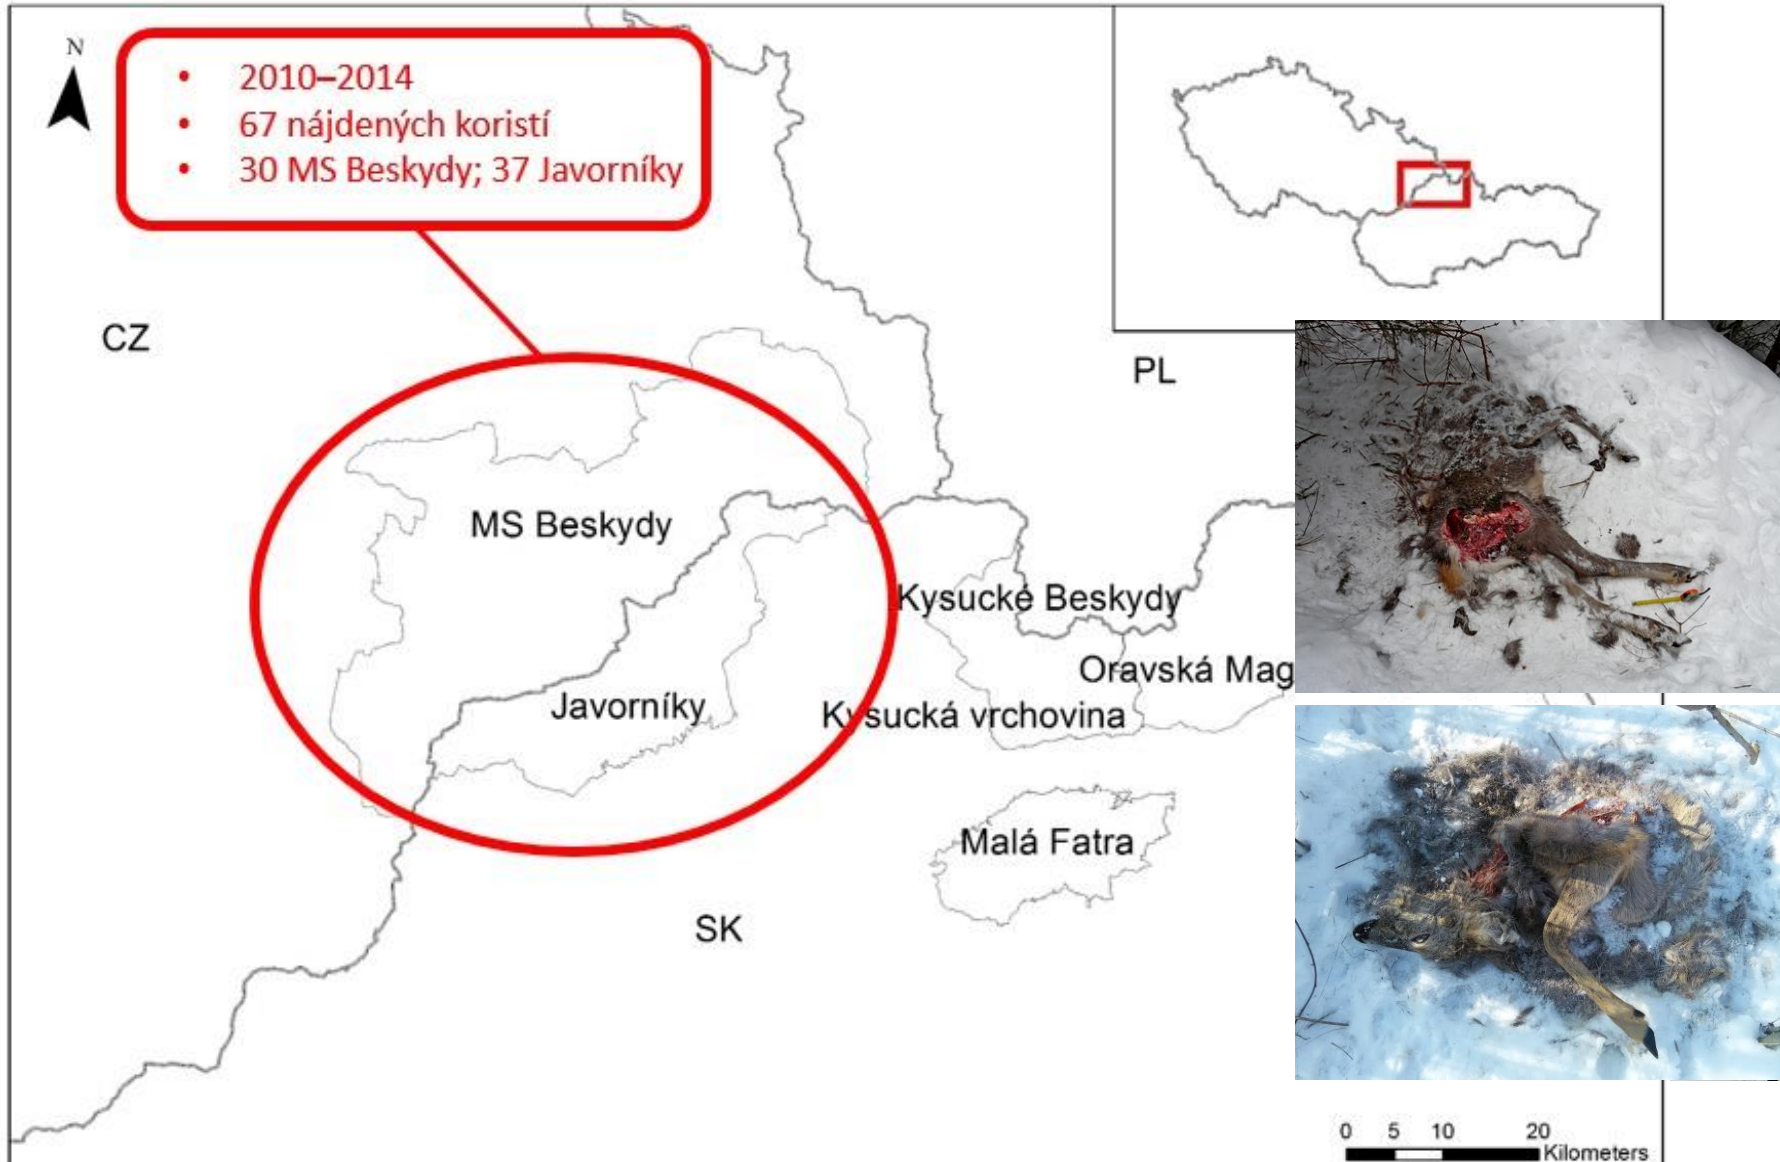 N
• 2010–2014
• 67 nájdených koristí
• 30 MS Beskydy; 37 Javorníky
CZ
PL
MS Beskydy
Kysucké Beskydy
Oravská Mag
Javorníky
Kysucká vrchovina
Malá Fatra
SK
0 5 10 20
Kilometers